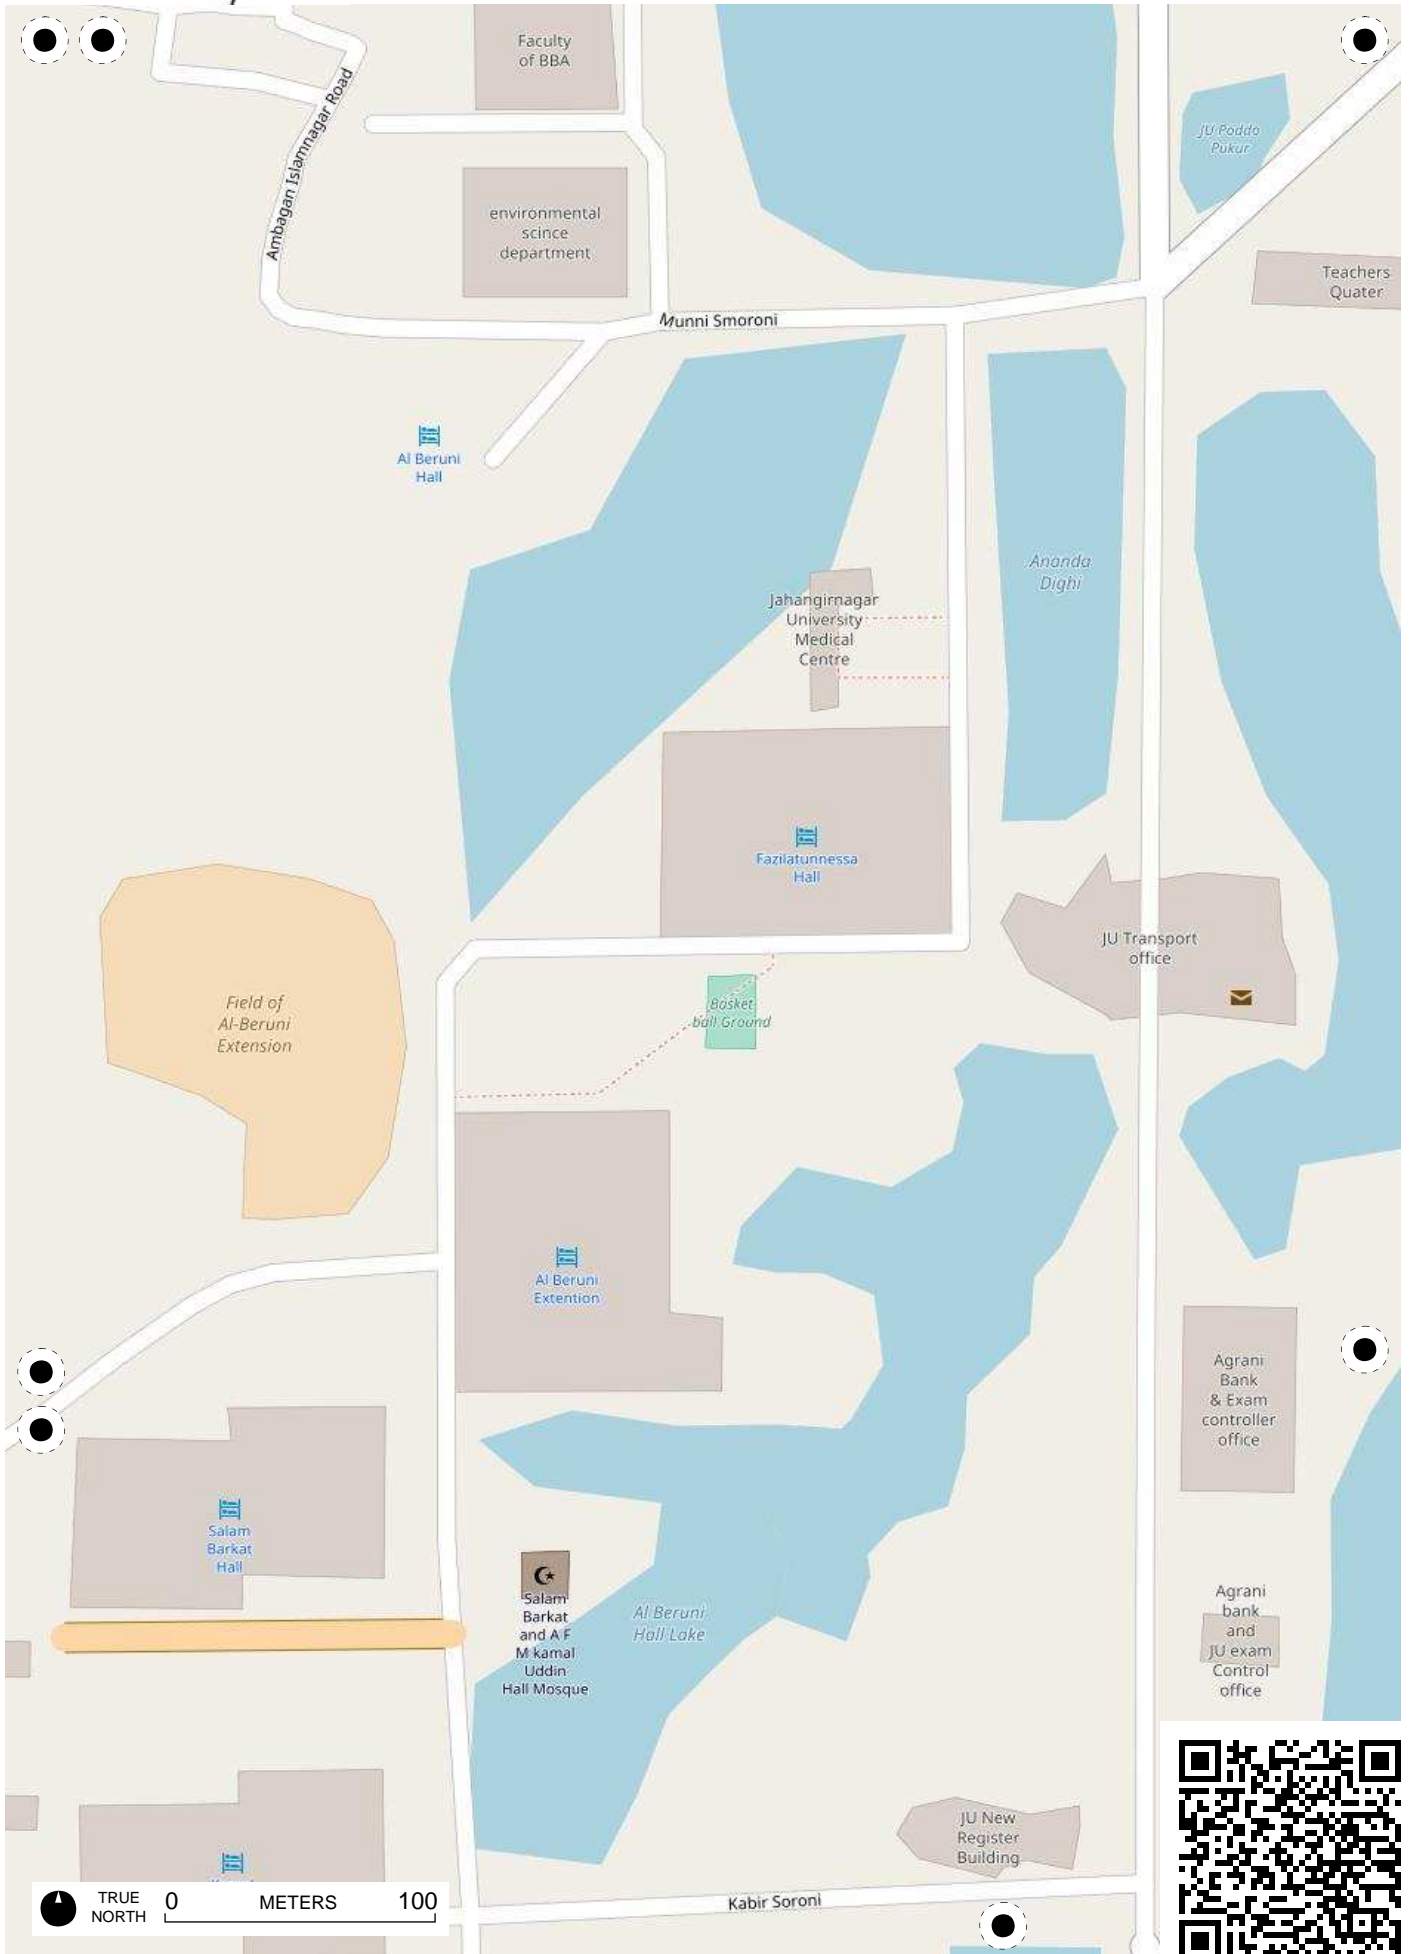 Faculty
of BBA
Ambagan Islamnagar Road
JU Poddo
Pukur
environmental
scince
department
Teachers
Quater
Munni Smoroni
Al Beruni
Hall
Ananda
Dighi
Jahangirnagar
University
Medical
Centre
Fazilatunnessa
Hall
JU Transport
office
Field of
Al-Beruni
Extension
Basket
ball Ground
Al Beruni
Extention
Agrani
Bank
& Exam
controller
office
Salam
Barkat
Hall
Salam
Barkat
and A F
M kamal
Uddin
Hall Mosque
Al Beruni
Hall Lake
Agrani
bank
and
JU exam
Control
office
JU New
Register
Building
TRUE
NORTH
0 METERS 100
Kabir Soroni